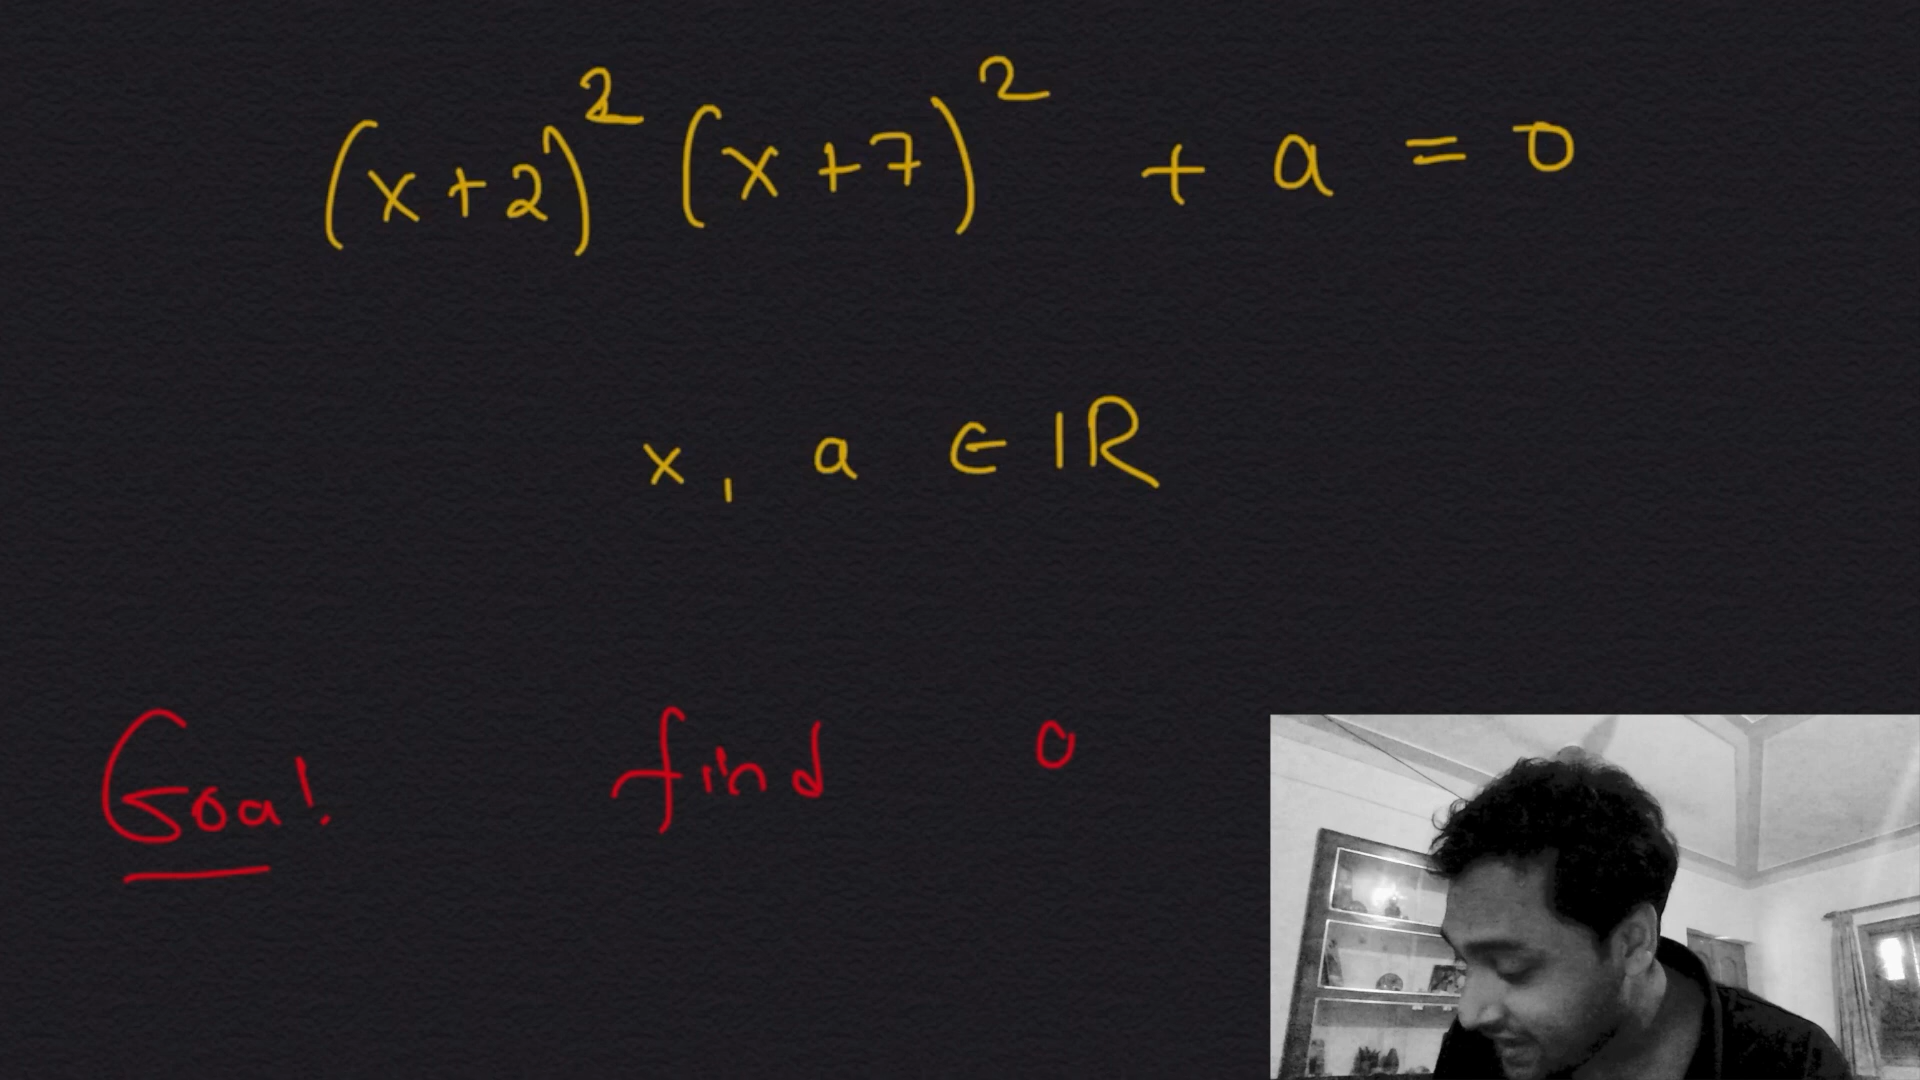 (x+2)² (x+7)² + a = 0
x, a ∈ ℝ
Goal find a